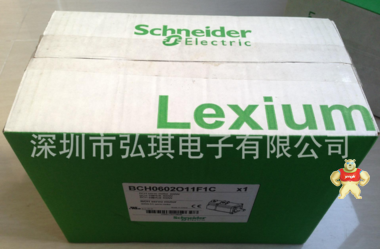 Schneider
Electric
Lexium
深圳市弘琪电子有限公司
BCH0602O11F1C x1